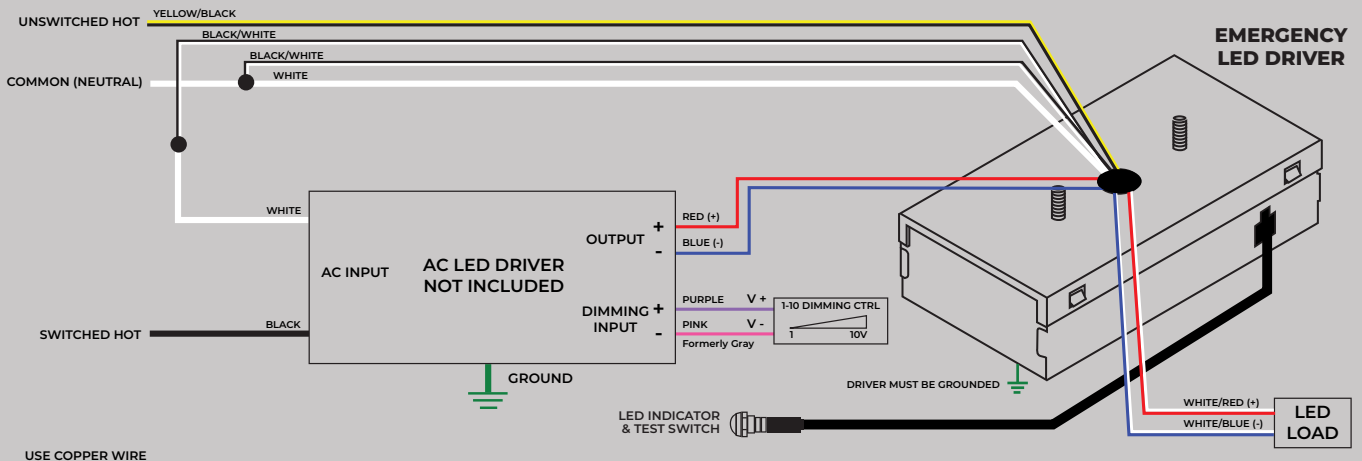 YELLOW/BLACK
UNSWITCHED HOT
BLACK/WHITE
EMERGENCY
LED DRIVER
BLACK/WHITE
WHITE
COMMON (NEUTRAL)
WHITE
RED (+)
OUTPUT
+
-
BLUE (-)
AC INPUT
AC LED DRIVER
NOT INCLUDED
DIMMING
INPUT
+
-
PURPLE V +
PINK V -
Formerly Gray
1-10 DIMMING CTRL
1 10V
SWITCHED HOT
BLACK
GROUND
DRIVER MUST BE GROUNDED
LED INDICATOR
& TEST SWITCH
WHITE/RED (+)
WHITE/BLUE (-)
LED
LOAD
USE COPPER WIRE